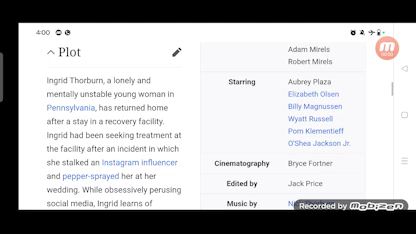 4:00
Plot
Ingrid Thorburn, a lonely and
mentally unstable young woman in
Pennsylvania, has returned home
after a stay in a recovery facility.
Ingrid had been seeking treatment at
the facility after an incident in which
she stalked an Instagram influencer
and pepper-sprayed her at her
wedding. While obsessively perusing
social media, Ingrid learns of
Adam Mirels
Robert Mirels
Starring
Aubrey Plaza
Elizabeth Olsen
Billy Magnussen
Wyatt Russell
Pom Klementieff
O'Shea Jackson Jr.
Cinematography
Bryce Fortner
Edited by
Jack Price
Music by
Recorded by
MOBIZEN